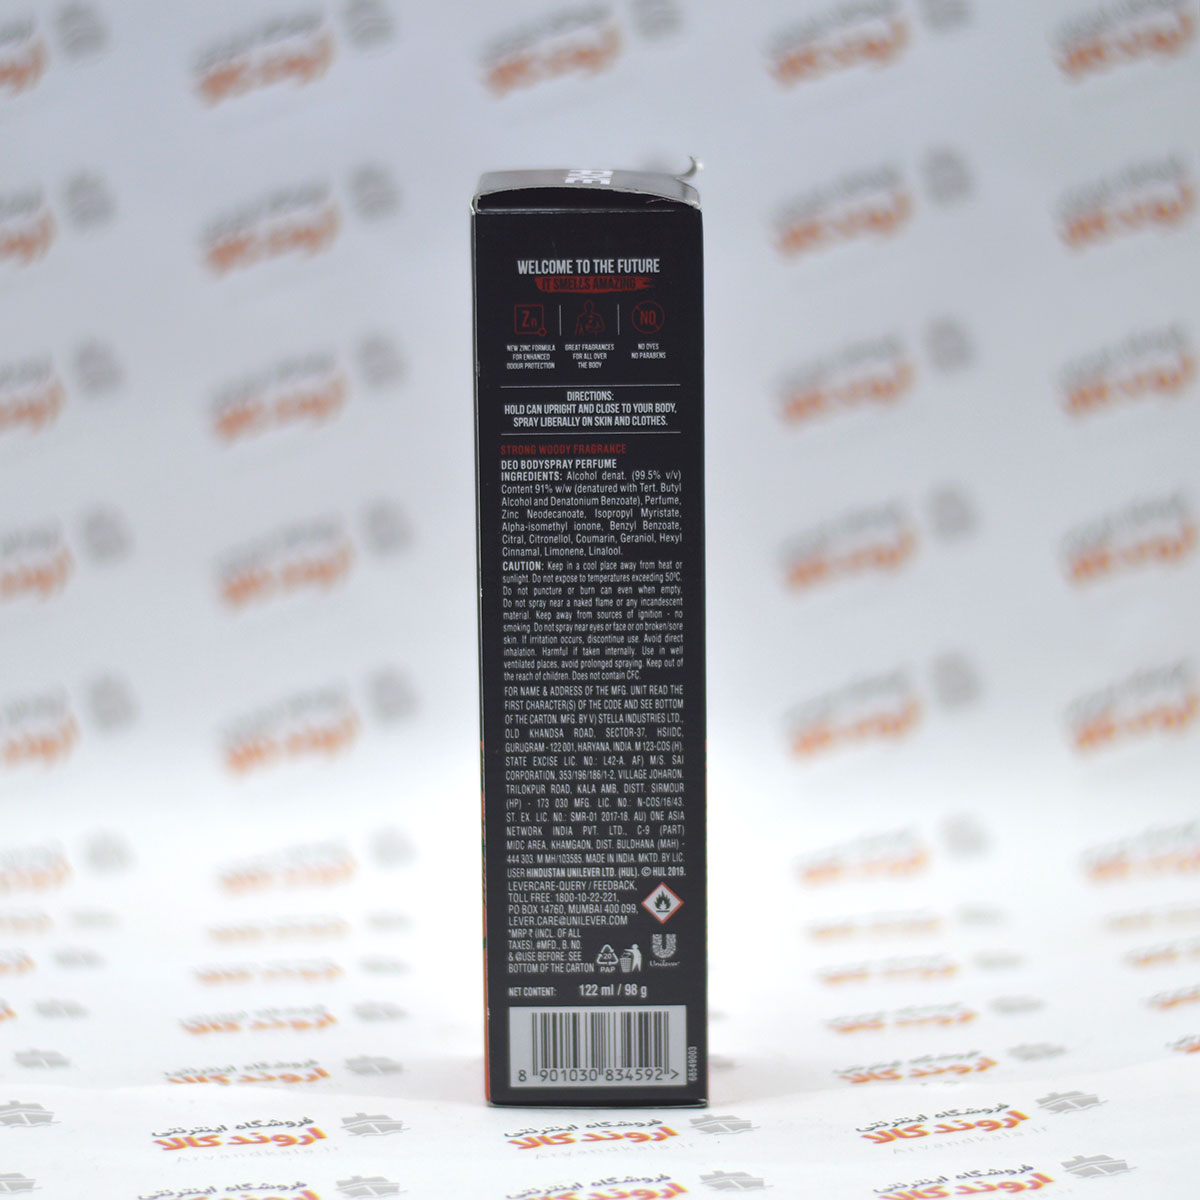 WELCOME TO THE FUTURE
IT SMELLS AMAZING
Zn
NO
NEW ZINC FORMULA
FOR ENHANCED
ODOUR PROTECTION
GREAT FRAGRANCES
FOR ALL OVER
THE BODY
NO DYES
NO PARABENS
DIRECTIONS:
HOLD CAN UPRIGHT AND CLOSE TO YOUR BODY,
SPRAY LIBERALLY ON SKIN AND CLOTHES.
STRONG WOODY FRAGRANCE
DEO BODYSPRAY PERFUME
INGREDIENTS: Alcohol denat. (99.5% v/v)
Content 91% w/w (denatured with Tert. Butyl
Alcohol and Denatonium Benzoate), Perfume,
Zinc Neodecanoate, Isopropyl Myristate,
Alpha-isomethyl ionone, Benzyl Benzoate,
Citral, Citronellol, Coumarin, Geraniol, Hexyl
Cinnamal, Limonene, Linalool.
CAUTION: Keep in a cool place away from heat or
sunlight. Do not expose to temperatures exceeding 50°C.
Do not puncture or burn can even when empty.
Do not spray near a naked flame or any incandescent
material. Keep away from sources of ignition - no
smoking. Do not spray near eyes or face or on broken/sore
skin. If irritation occurs, discontinue use. Avoid direct
inhalation. Harmful if taken internally. Use in well
ventilated places, avoid prolonged spraying. Keep out of
the reach of children. Does not contain CFC.
FOR NAME & ADDRESS OF THE MFG. UNIT READ THE
FIRST CHARACTER(S) OF THE CODE AND SEE BOTTOM
OF THE CARTON. MFG. BY V) STELLA INDUSTRIES LTD.,
OLD KHANDSA ROAD, SECTOR-37, HSIIDC,
GURUGRAM - 122 001, HARYANA, INDIA. M 123-COS (H).
STATE EXCISE LIC. NO.: L42-A. AF) M/S. SAI
CORPORATION, 353/196/186/1-2, VILLAGE JOHARON,
TRILOKPUR ROAD, KALA AMB, DISTT. SIRMOUR
(HP) - 173 030 MFG. LIC. NO.: N-COS/16/43.
ST. EX. LIC. NO.: SMR-01 2017-18. AU) ONE ASIA
NETWORK INDIA PVT. LTD., C-9 (PART)
MIDC AREA, KHAMGAON, DIST. BULDHANA (MAH) -
444 303. M MH/103585. MADE IN INDIA. MKTD. BY LIC.
USER HINDUSTAN UNILEVER LTD. (HUL). © HUL 2019.
LEVERCARE-QUERY / FEEDBACK,
TOLL FREE: 1800-10-22-221,
PO BOX 14760, MUMBAI 400 099,
LEVER.CARE@UNILEVER.COM
*MRP ₹ (INCL. OF ALL
TAXES), #MFD., B. NO.
& @USE BEFORE: SEE
BOTTOM OF THE CARTON
20
PAP
Unilever
NET CONTENT: 122 ml / 98 g
8 901030 834592 >
66549003
فروشگاه اینترنتی
اروند کالا
Arvandkala.ir
فروشگاه اینترنتی
اروند کالا
Arvandkala.ir
فروشگاه اینترنتی
اروند کالا
Arvandkala.ir